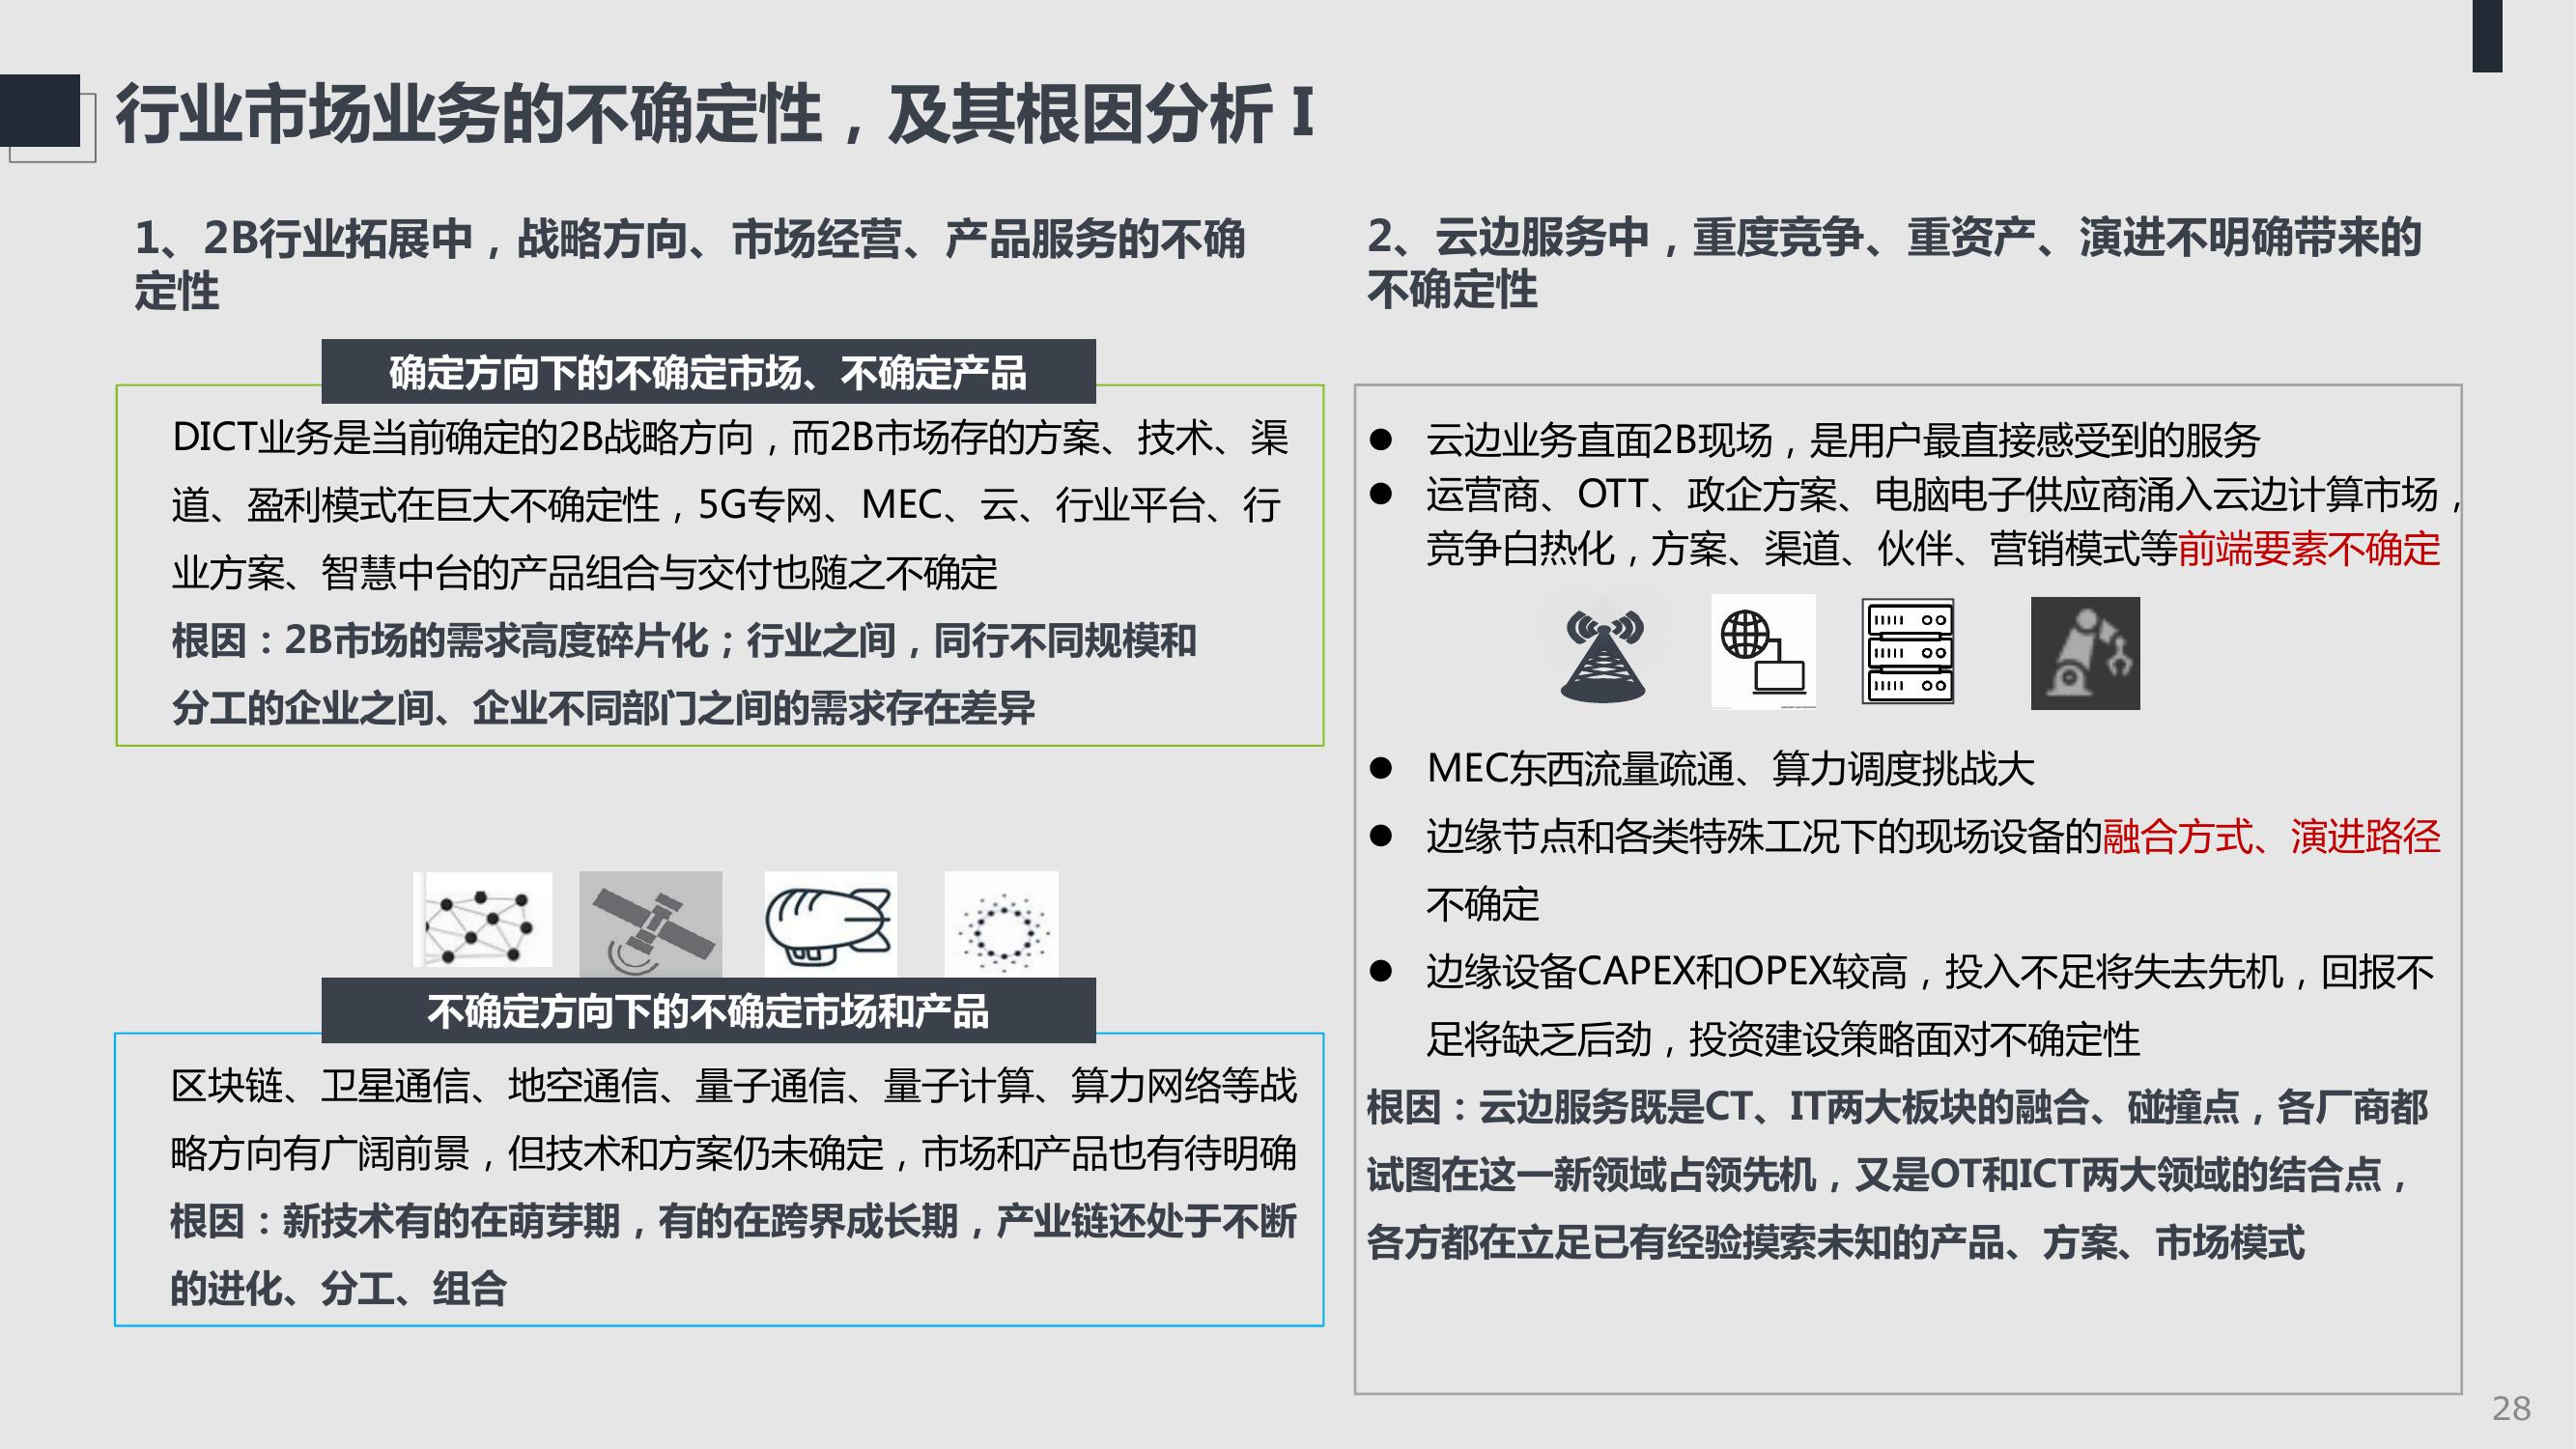 行业市场业务的不确定性，及其根因分析 I
1、2B行业拓展中，战略方向、市场经营、产品服务的不确
定性
确定方向下的不确定市场、不确定产品
DICT业务是当前确定的2B战略方向，而2B市场存的方案、技术、渠
道、盈利模式在巨大不确定性，5G专网、MEC、云、行业平台、行
业方案、智慧中台的产品组合与交付也随之不确定
根因：2B市场的需求高度碎片化；行业之间，同行不同规模和
分工的企业之间、企业不同部门之间的需求存在差异
不确定方向下的不确定市场和产品
区块链、卫星通信、地空通信、量子通信、量子计算、算力网络等战
略方向有广阔前景，但技术和方案仍未确定，市场和产品也有待明确
根因：新技术有的在萌芽期，有的在跨界成长期，产业链还处于不断
的进化、分工、组合
2、云边服务中，重度竞争、重资产、演进不明确带来的
不确定性
● 云边业务直面2B现场，是用户最直接感受到的服务
● 运营商、OTT、政企方案、电脑电子供应商涌入云边计算市场，
竞争白热化，方案、渠道、伙伴、营销模式等前端要素不确定
● MEC东西流量疏通、算力调度挑战大
● 边缘节点和各类特殊工况下的现场设备的融合方式、演进路径
不确定
● 边缘设备CAPEX和OPEX较高，投入不足将失去先机，回报不
足将缺乏后劲，投资建设策略面对不确定性
根因：云边服务既是CT、IT两大板块的融合、碰撞点，各厂商都
试图在这一新领域占领先机，又是OT和ICT两大领域的结合点，
各方都在立足已有经验摸索未知的产品、方案、市场模式
28